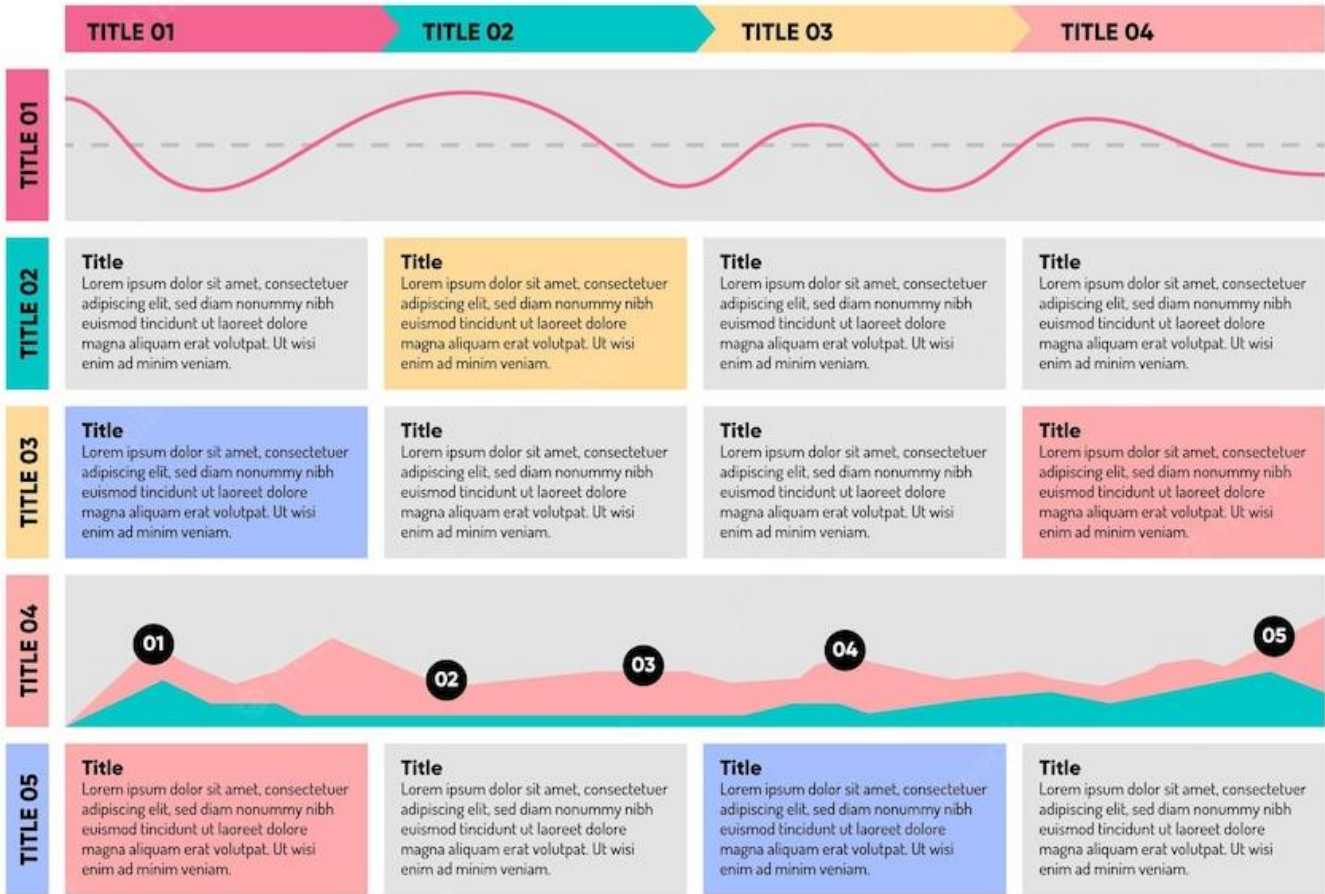 TITLE 01
TITLE 02
TITLE 03
TITLE 04
TITLE 01
TITLE 02
Title
Lorem ipsum dolor sit amet, consectetuer
adipiscing elit, sed diam nonummy nibh
euismod tincidunt ut laoreet dolore
magna aliquam erat volutpat. Ut wisi
enim ad minim veniam.
Title
Lorem ipsum dolor sit amet, consectetuer
adipiscing elit, sed diam nonummy nibh
euismod tincidunt ut laoreet dolore
magna aliquam erat volutpat. Ut wisi
enim ad minim veniam.
Title
Lorem ipsum dolor sit amet, consectetuer
adipiscing elit, sed diam nonummy nibh
euismod tincidunt ut laoreet dolore
magna aliquam erat volutpat. Ut wisi
enim ad minim veniam.
Title
Lorem ipsum dolor sit amet, consectetuer
adipiscing elit, sed diam nonummy nibh
euismod tincidunt ut laoreet dolore
magna aliquam erat volutpat. Ut wisi
enim ad minim veniam.
TITLE 03
Title
Lorem ipsum dolor sit amet, consectetuer
adipiscing elit, sed diam nonummy nibh
euismod tincidunt ut laoreet dolore
magna aliquam erat volutpat. Ut wisi
enim ad minim veniam.
Title
Lorem ipsum dolor sit amet, consectetuer
adipiscing elit, sed diam nonummy nibh
euismod tincidunt ut laoreet dolore
magna aliquam erat volutpat. Ut wisi
enim ad minim veniam.
Title
Lorem ipsum dolor sit amet, consectetuer
adipiscing elit, sed diam nonummy nibh
euismod tincidunt ut laoreet dolore
magna aliquam erat volutpat. Ut wisi
enim ad minim veniam.
Title
Lorem ipsum dolor sit amet, consectetuer
adipiscing elit, sed diam nonummy nibh
euismod tincidunt ut laoreet dolore
magna aliquam erat volutpat. Ut wisi
enim ad minim veniam.
TITLE 04
01
02
03
04
05
TITLE 05
Title
Lorem ipsum dolor sit amet, consectetuer
adipiscing elit, sed diam nonummy nibh
euismod tincidunt ut laoreet dolore
magna aliquam erat volutpat. Ut wisi
enim ad minim veniam.
Title
Lorem ipsum dolor sit amet, consectetuer
adipiscing elit, sed diam nonummy nibh
euismod tincidunt ut laoreet dolore
magna aliquam erat volutpat. Ut wisi
enim ad minim veniam.
Title
Lorem ipsum dolor sit amet, consectetuer
adipiscing elit, sed diam nonummy nibh
euismod tincidunt ut laoreet dolore
magna aliquam erat volutpat. Ut wisi
enim ad minim veniam.
Title
Lorem ipsum dolor sit amet, consectetuer
adipiscing elit, sed diam nonummy nibh
euismod tincidunt ut laoreet dolore
magna aliquam erat volutpat. Ut wisi
enim ad minim veniam.